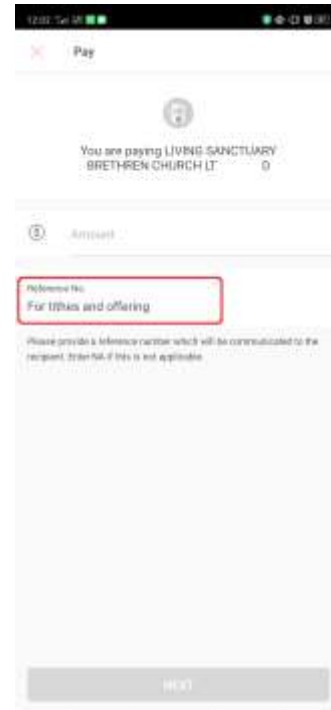 Pay
You are paying LIVING SANCTUARY
BRETHREN CHURCH LT 0
Amount
Reference No.
For tithes and offering
Please provide a reference number which will be communicated to the
recipient. Enter NA if this is not applicable
NEXT